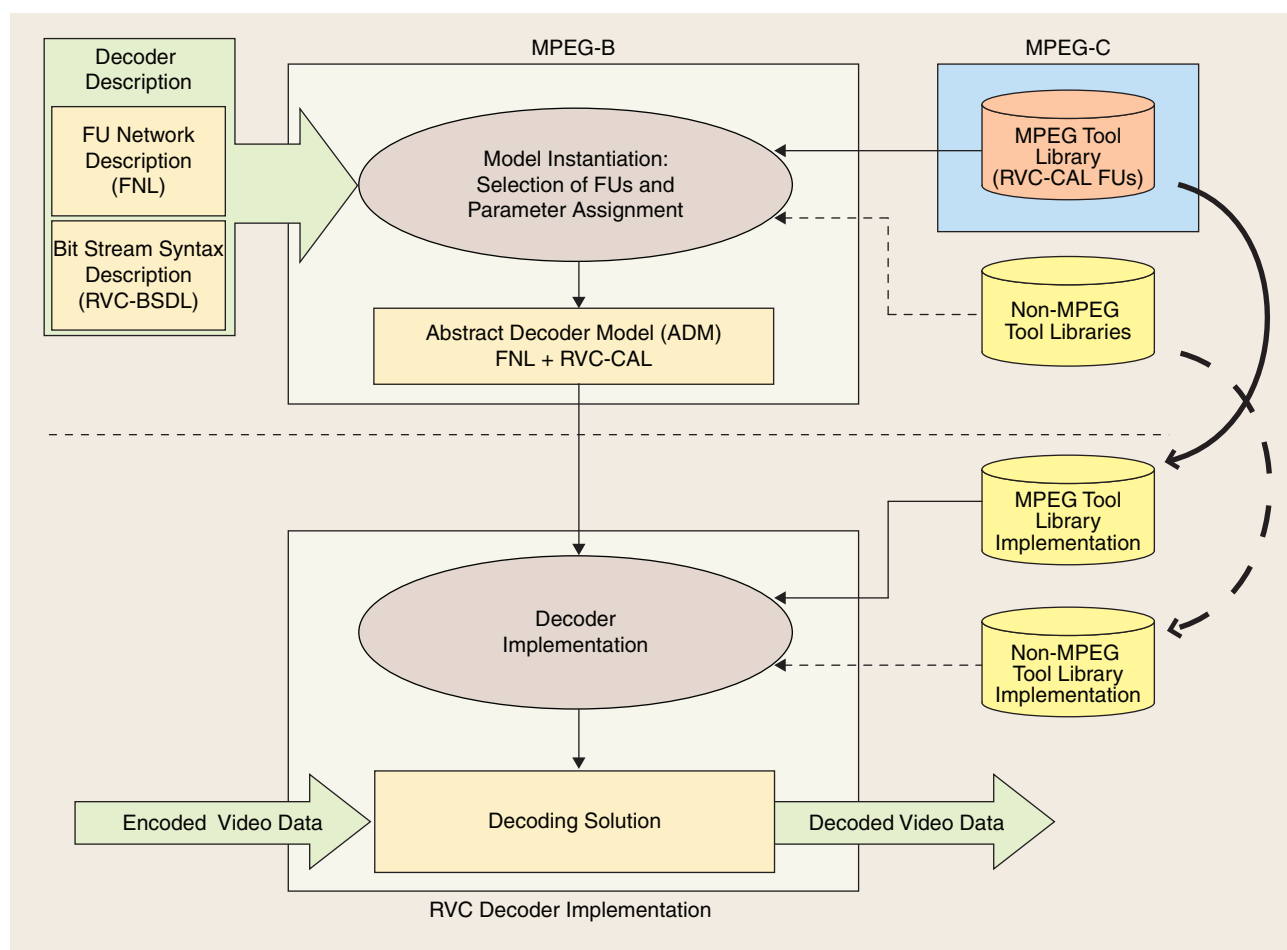 Decoder
Description
FU Network
Description
(FNL)
Bit Stream Syntax
Description
(RVC-BSDL)
MPEG-B
Model Instantiation:
Selection of FUs and
Parameter Assignment
Abstract Decoder Model (ADM)
FNL + RVC-CAL
MPEG-C
MPEG Tool
Library
(RVC-CAL FUs)
Non-MPEG
Tool Libraries
MPEG Tool
Library
Implementation
Non-MPEG
Tool Library
Implementation
Decoder
Implementation
Encoded Video Data
Decoding Solution
Decoded Video Data
RVC Decoder Implementation